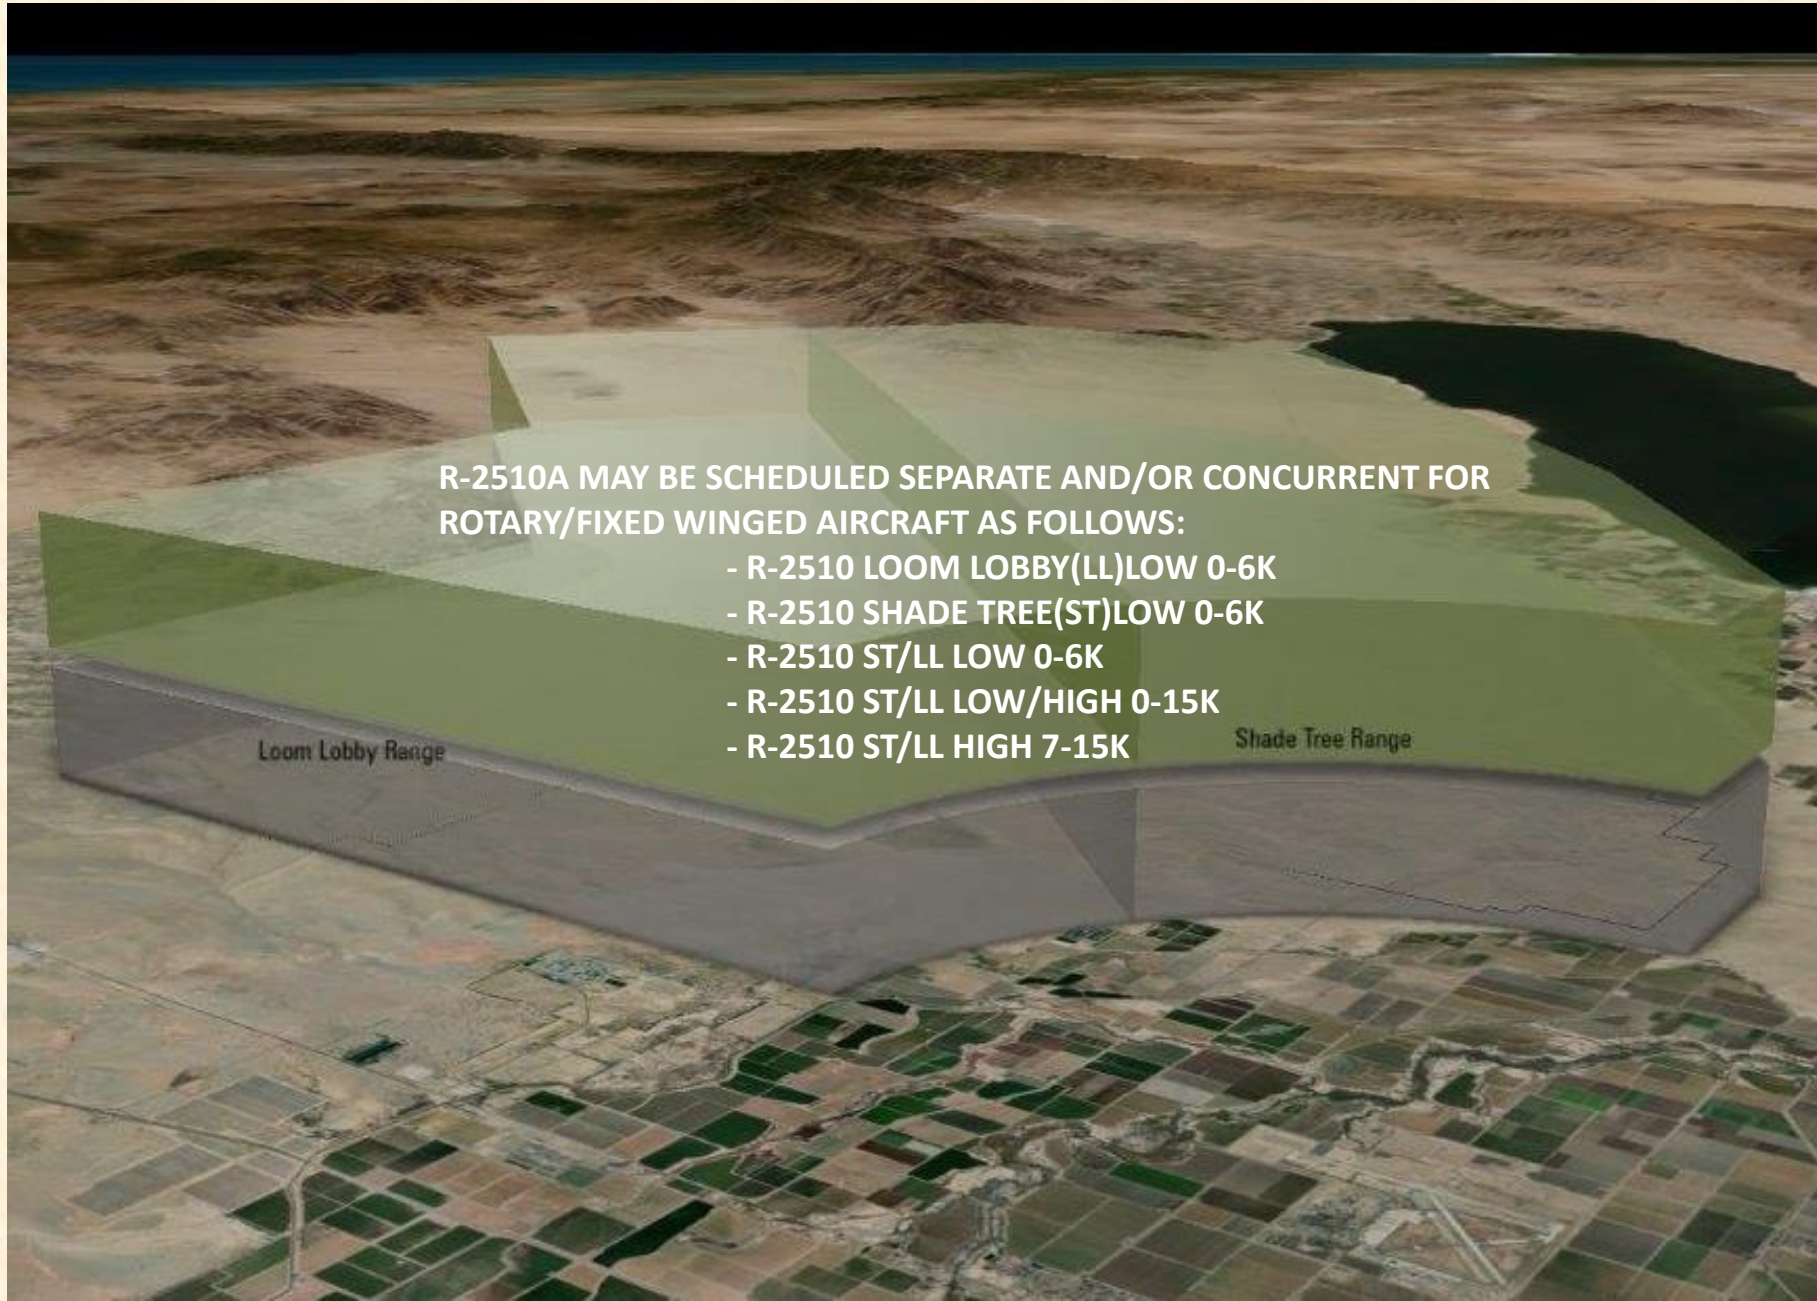 R-2510A MAY BE SCHEDULED SEPARATE AND/OR CONCURRENT FOR
ROTARY/FIXED WINGED AIRCRAFT AS FOLLOWS:
- R-2510 LOOM LOBBY(LL)LOW 0-6K
- R-2510 SHADE TREE(ST)LOW 0-6K
- R-2510 ST/LL LOW 0-6K
- R-2510 ST/LL LOW/HIGH 0-15K
- R-2510 ST/LL HIGH 7-15K
Loom Lobby Range
Shade Tree Range